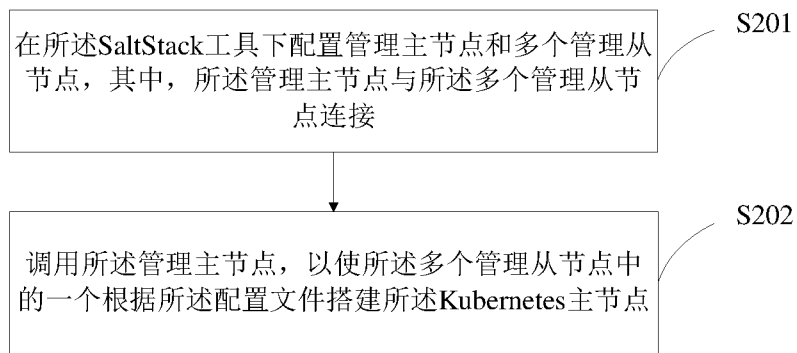 在所述SaltStack工具下配置管理主节点和多个管理从
节点，其中，所述管理主节点与所述多个管理从节
点连接
S201
调用所述管理主节点，以使所述多个管理从节点中
的一个根据所述配置文件搭建所述Kubernetes主节点
S202